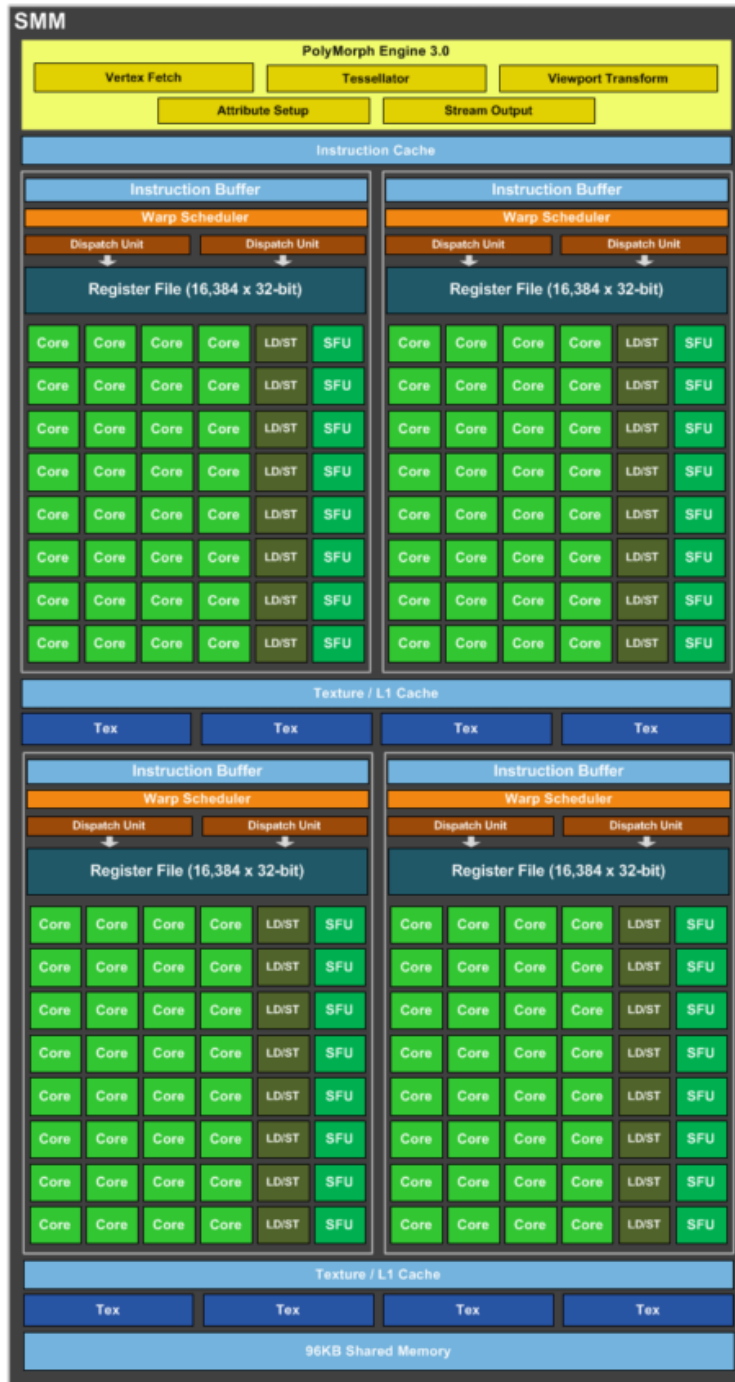 SMM
PolyMorph Engine 3.0
Vertex Fetch Tessellator Viewport Transform
Attribute Setup Stream Output
Instruction Cache
Instruction Buffer Instruction Buffer
Warp Scheduler Warp Scheduler
Dispatch Unit Dispatch Unit Dispatch Unit Dispatch Unit
Register File (16,384 x 32-bit) Register File (16,384 x 32-bit)
Core Core Core Core LD/ST SFU Core Core Core Core LD/ST SFU
Core Core Core Core LD/ST SFU Core Core Core Core LD/ST SFU
Core Core Core Core LD/ST SFU Core Core Core Core LD/ST SFU
Core Core Core Core LD/ST SFU Core Core Core Core LD/ST SFU
Core Core Core Core LD/ST SFU Core Core Core Core LD/ST SFU
Core Core Core Core LD/ST SFU Core Core Core Core LD/ST SFU
Core Core Core Core LD/ST SFU Core Core Core Core LD/ST SFU
Core Core Core Core LD/ST SFU Core Core Core Core LD/ST SFU
Texture / L1 Cache
Tex Tex Tex Tex
Instruction Buffer Instruction Buffer
Warp Scheduler Warp Scheduler
Dispatch Unit Dispatch Unit Dispatch Unit Dispatch Unit
Register File (16,384 x 32-bit) Register File (16,384 x 32-bit)
Core Core Core Core LD/ST SFU Core Core Core Core LD/ST SFU
Core Core Core Core LD/ST SFU Core Core Core Core LD/ST SFU
Core Core Core Core LD/ST SFU Core Core Core Core LD/ST SFU
Core Core Core Core LD/ST SFU Core Core Core Core LD/ST SFU
Core Core Core Core LD/ST SFU Core Core Core Core LD/ST SFU
Core Core Core Core LD/ST SFU Core Core Core Core LD/ST SFU
Core Core Core Core LD/ST SFU Core Core Core Core LD/ST SFU
Core Core Core Core LD/ST SFU Core Core Core Core LD/ST SFU
Texture / L1 Cache
Tex Tex Tex Tex
96KB Shared Memory